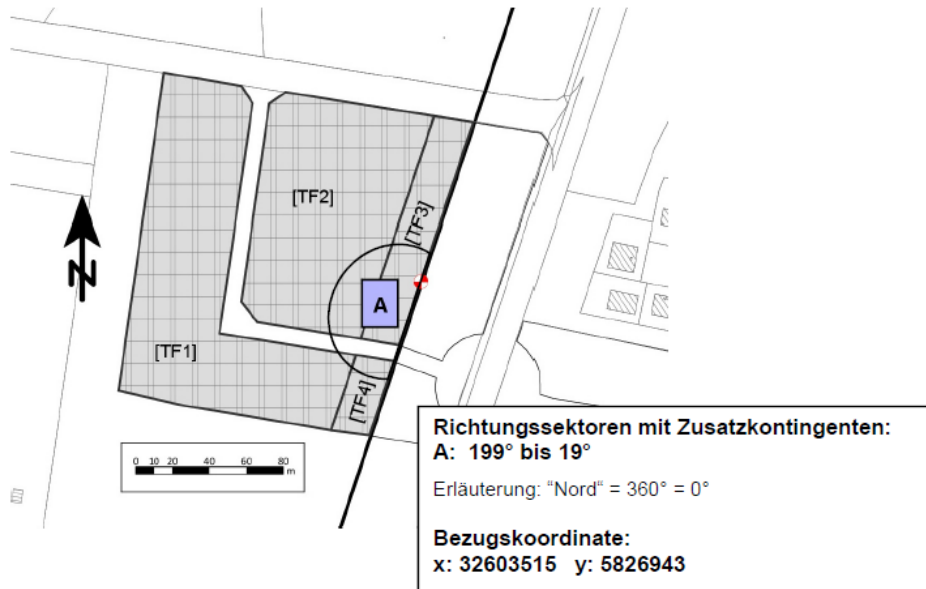 [TF2]
[TF3]
N
A
[TF1]
[TF4]
0 10 20 40 60 80
m
Richtungssektoren mit Zusatzkontingenten:
A: 199° bis 19°
Erläuterung: "Nord" = 360° = 0°
Bezugskoordinate:
x: 32603515 y: 5826943